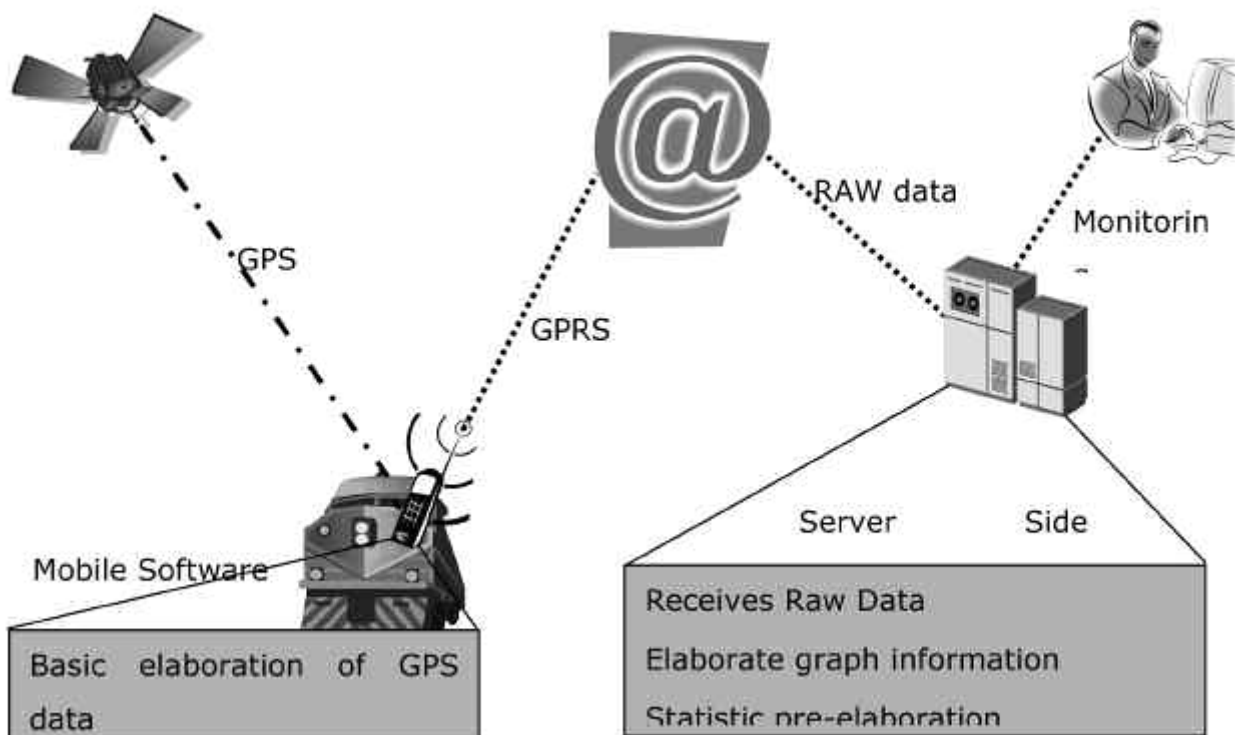 @
RAW data
Monitorin
GPS
GPRS
Server Side
Mobile Software
Receives Raw Data
Elaborate graph information
Statistic pre-elaboration
Basic elaboration of GPS
data